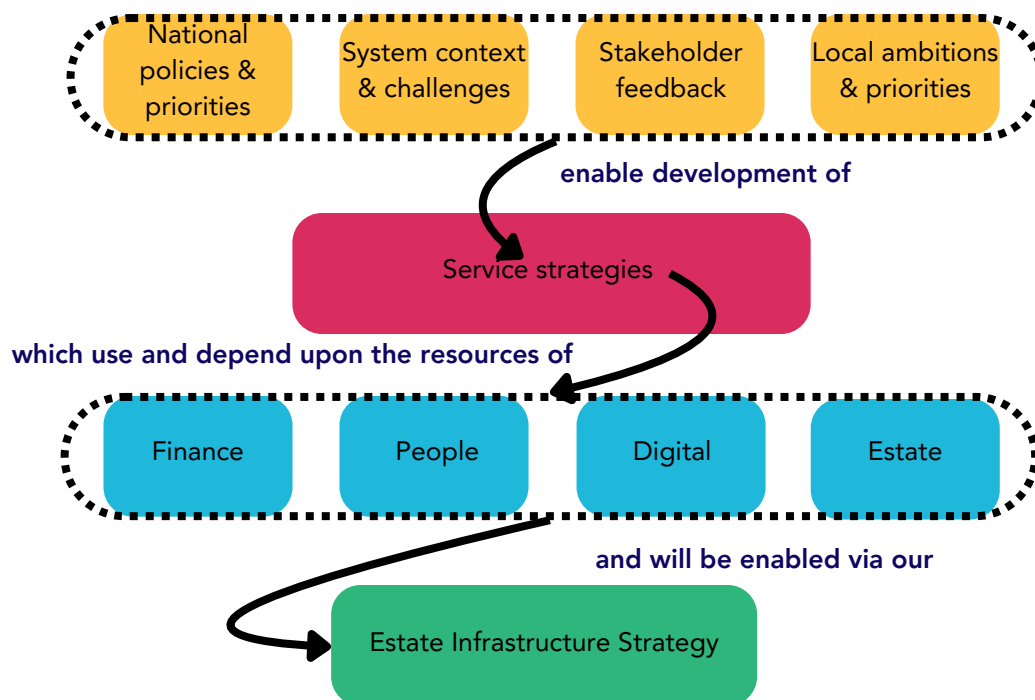 National
policies &
priorities
System context
& challenges
Stakeholder
feedback
Local ambitions
& priorities
enable development of
Service strategies
which use and depend upon the resources of
Finance
People
Digital
Estate
and will be enabled via our
Estate Infrastructure Strategy